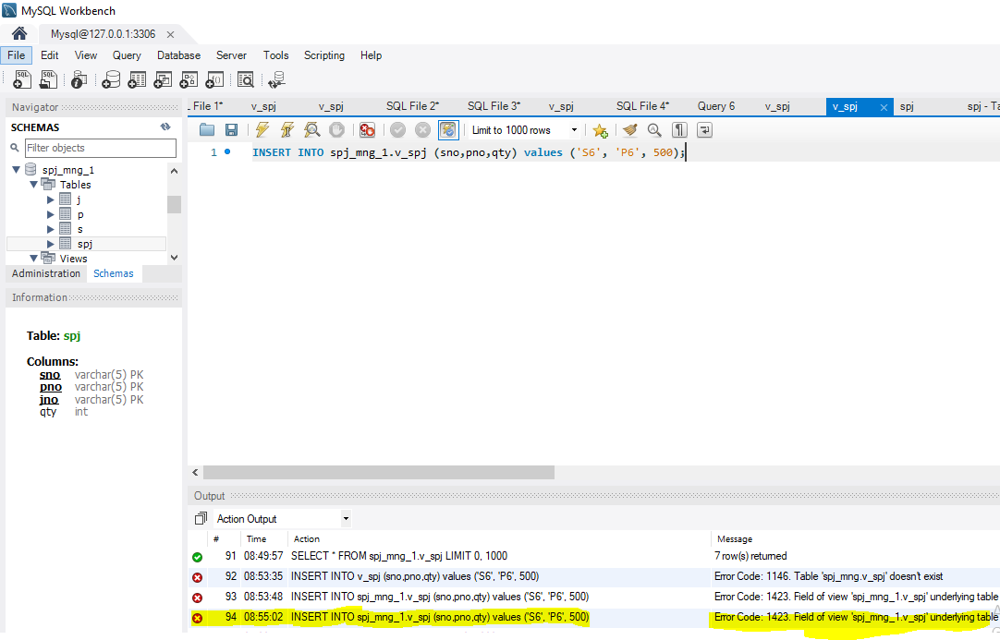 MySQL Workbench
Mysql@127.0.0.1:3306
File Edit View Query Database Server Tools Scripting Help
Navigator
SCHEMAS
Filter objects
spj_mng_1
Tables
j
p
s
spj
Views
Administration Schemas
Information
Table: spj
Columns:
sno varchar(5) PK
pno varchar(5) PK
jno varchar(5) PK
qty int
File 1* v_spj v_spj SQL File 2* SQL File 3* v_spj SQL File 4* Query 6 v_spj v_spj spj spj - Ta
Limit to 1000 rows
1 INSERT INTO spj_mng_1.v_spj (sno,pno,qty) values ('S6', 'P6', 500);
Output
Action Output
# Time Action Message
91 08:49:57 SELECT * FROM spj_mng_1.v_spj LIMIT 0, 1000 7 row(s) returned
92 08:53:35 INSERT INTO v_spj (sno,pno,qty) values ('S6', 'P6', 500) Error Code: 1146. Table 'spj_mng.v_spj' doesn't exist
93 08:53:48 INSERT INTO spj_mng_1.v_spj (sno,pno,qty) values ('S6', 'P6', 500) Error Code: 1423. Field of view 'spj_mng_1.v_spj' underlying table
94 08:55:02 INSERT INTO spj_mng_1.v_spj (sno,pno,qty) values ('S6', 'P6', 500) Error Code: 1423. Field of view 'spj_mng_1.v_spj' underlying table